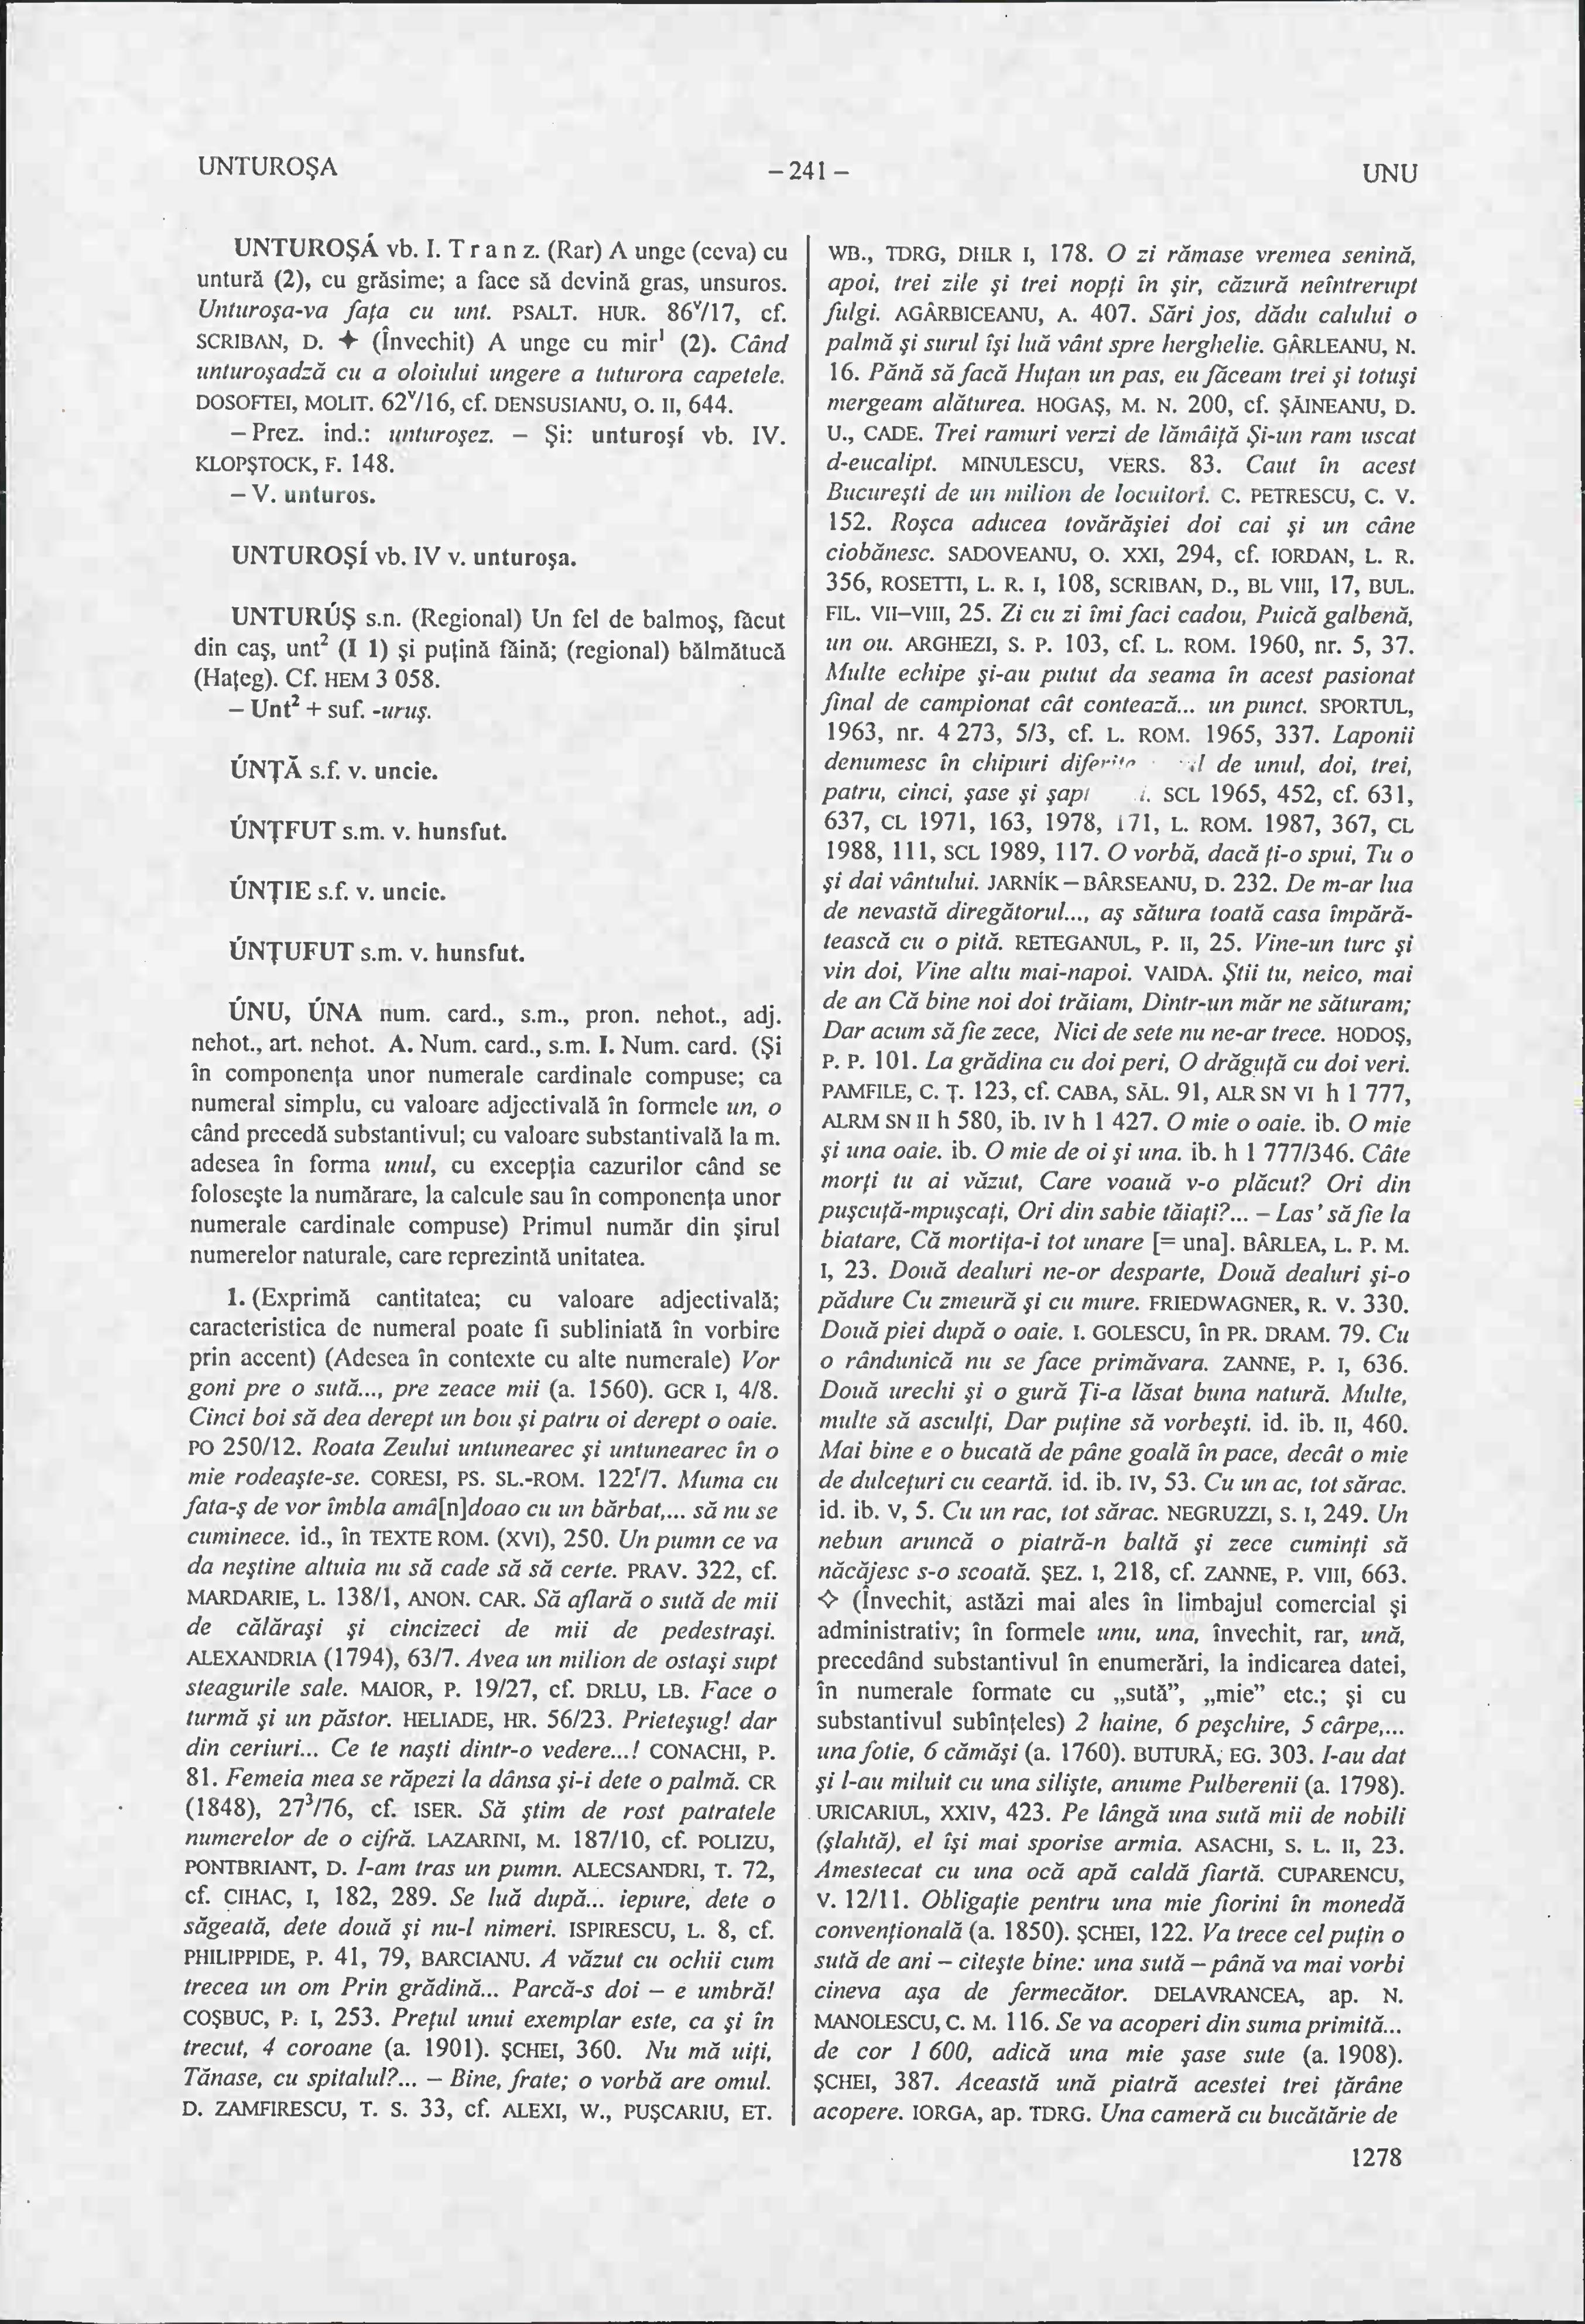 UNTUROŞA
– 241 –
UNU
UNTUROŞÁ vb. I. T r a n z. (Rar) A unge (ceva) cu
untură (2), cu grăsime; a face să devină gras, unsuros.
Unturoşa-va faţa cu unt. PSALT. HUR. 86ᵛ/17, cf.
SCRIBAN, D. ✦ (Învechit) A unge cu mir¹ (2). Când
unturoşadză cu a oloiului ungere a tuturora capetele.
DOSOFTEI, MOLIT. 62ᵛ/16, cf. DENSUSIANU, O. II, 644.
– Prez. ind.: unturoşez. – Şi: unturoşí vb. IV.
KLOPŞTOCK, F. 148.
– V. unturos.
UNTUROŞÍ vb. IV v. unturoşa.
UNTURÚŞ s.n. (Regional) Un fel de balmoş, făcut
din caş, unt² (I 1) şi puţină făină; (regional) bălmătucă
(Haţeg). Cf. HEM 3 058.
– Unt² + suf. -uruş.
ÚNŢĂ s.f. v. uncie.
ÚNŢFUT s.m. v. hunsfut.
ÚNŢIE s.f. v. uncie.
ÚNŢUFUT s.m. v. hunsfut.
ÚNU, ÚNA num. card., s.m., pron. nehot., adj.
nehot., art. nehot. A. Num. card., s.m. I. Num. card. (Şi
în componenţa unor numerale cardinale compuse; ca
numeral simplu, cu valoare adjectivală în formele un, o
când precedă substantivul; cu valoare substantivală la m.
adesea în forma unul, cu excepţia cazurilor când se
foloseşte la numărare, la calcule sau în componenţa unor
numerale cardinale compuse) Primul număr din şirul
numerelor naturale, care reprezintă unitatea.
1. (Exprimă cantitatea; cu valoare adjectivală;
caracteristica de numeral poate fi subliniată în vorbire
prin accent) (Adesea în contexte cu alte numerale) Vor
goni pre o sută..., pre zeace mii (a. 1560). GCR I, 4/8.
Cinci boi să dea derept un bou şi patru oi derept o oaie.
PO 250/12. Roata Zeului untunearec şi untunearec în o
mie rodeaşte-se. CORESI, PS. SL.-ROM. 122ʳ/7. Muma cu
fata-ş de vor îmbla amâ[n]doao cu un bărbat,... să nu se
cuminece. id., în TEXTE ROM. (XVI), 250. Un pumn ce va
da neştine altuia nu să cade să să certe. PRAV. 322, cf.
MARDARIE, L. 138/1, ANON. CAR. Să aflară o sută de mii
de călăraşi şi cincizeci de mii de pedestraşi.
ALEXANDRIA (1794), 63/7. Avea un milion de ostaşi supt
steagurile sale. MAIOR, P. 19/27, cf. DRLU, LB. Face o
turmă şi un păstor. HELIADE, HR. 56/23. Prieteşug! dar
din ceriuri... Ce te naşti dintr-o vedere...! CONACHI, P.
81. Femeia mea se răpezi la dânsa şi-i dete o palmă. CR
(1848), 27³/76, cf. ISER. Să ştim de rost patratele
numerelor de o cifră. LAZARINI, M. 187/10, cf. POLIZU,
PONTBRIANT, D. I-am tras un pumn. ALECSANDRI, T. 72,
cf. CIHAC, I, 182, 289. Se luă după... iepure, dete o
săgeată, dete două şi nu-l nimeri. ISPIRESCU, L. 8, cf.
PHILIPPIDE, P. 41, 79, BARCIANU. A văzut cu ochii cum
trecea un om Prin grădină... Parcă-s doi – e umbră!
COŞBUC, P. I, 253. Preţul unui exemplar este, ca şi în
trecut, 4 coroane (a. 1901). ŞCHEI, 360. Nu mă uiţi,
Tănase, cu spitalul?... – Bine, frate; o vorbă are omul.
D. ZAMFIRESCU, T. S. 33, cf. ALEXI, W., PUŞCARIU, ET.
WB., TDRG, DHLR I, 178. O zi rămase vremea senină,
apoi, trei zile şi trei nopţi în şir, căzură neîntrerupt
fulgi. AGÂRBICEANU, A. 407. Sări jos, dădu calului o
palmă şi surul îşi luă vânt spre herghelie. GÂRLEANU, N.
16. Până să facă Huţan un pas, eu făceam trei şi totuşi
mergeam alăturea. HOGAŞ, M. N. 200, cf. ŞĂINEANU, D.
U., CADE. Trei ramuri verzi de lămâiţă Şi-un ram uscat
d-eucalipt. MINULESCU, VERS. 83. Caut în acest
Bucureşti de un milion de locuitori. C. PETRESCU, C. V.
152. Roşca aducea tovărăşiei doi cai şi un câne
ciobănesc. SADOVEANU, O. XXI, 294, cf. IORDAN, L. R.
356, ROSETTI, L. R. I, 108, SCRIBAN, D., BL VIII, 17, BUL.
FIL. VII–VIII, 25. Zi cu zi îmi faci cadou, Puică galbenă,
un ou. ARGHEZI, S. P. 103, cf. L. ROM. 1960, nr. 5, 37.
Multe echipe şi-au putut da seama în acest pasionat
final de campionat cât contează... un punct. SPORTUL,
1963, nr. 4 273, 5/3, cf. L. ROM. 1965, 337. Laponii
denumesc în chipuri diferite de unul, doi, trei,
patru, cinci, şase şi SCL 1965, 452, cf. 631,
637, CL 1971, 163, 1978, 171, L. ROM. 1987, 367, CL
1988, 111, SCL 1989, 117. O vorbă, dacă ţi-o spui, Tu o
şi dai vântului. JARNÍK – BÂRSEANU, D. 232. De m-ar lua
de nevastă diregătorul..., aş sătura toată casa împără-
tească cu o pită. RETEGANUL, P. II, 25. Vine-un turc şi
vin doi, Vine altu mai-napoi. VAIDA. Ştii tu, neico, mai
de an Că bine noi doi trăiam, Dintr-un măr ne săturam;
Dar acum să fie zece, Nici de sete nu ne-ar trece. HODOŞ,
P. P. 101. La grădina cu doi peri, O drăguţă cu doi veri.
PAMFILE, C. Ţ. 123, cf. CABA, SĂL. 91, ALR SN VI h 1 777,
ALRM SN II h 580, ib. IV h 1 427. O mie o oaie. ib. O mie
şi una oaie. ib. O mie de oi şi una. ib. h 1 777/346. Câte
morţi tu ai văzut, Care voauă v-o plăcut? Ori din
puşcuţă-mpuşcaţi, Ori din sabie tăiaţi?... – Las' să fie la
biatare, Că mortiţa-i tot unare [= una]. BÂRLEA, L. P. M.
I, 23. Două dealuri ne-or desparte, Două dealuri şi-o
pădure Cu zmeură şi cu mure. FRIEDWAGNER, R. V. 330.
Două piei după o oaie. I. GOLESCU, în PR. DRAM. 79. Cu
o rândunică nu se face primăvara. ZANNE, P. I, 636.
Două urechi şi o gură Ţi-a lăsat buna natură. Multe,
multe să asculţi, Dar puţine să vorbeşti. id. ib. II, 460.
Mai bine e o bucată de pâne goală în pace, decât o mie
de dulceţuri cu ceartă. id. ib. IV, 53. Cu un ac, tot sărac.
id. ib. V, 5. Cu un rac, tot sărac. NEGRUZZI, S. I, 249. Un
nebun aruncă o piatră-n baltă şi zece cuminţi să
năcăjesc s-o scoată. ŞEZ. I, 218, cf. ZANNE, P. VIII, 663.
✧ (Învechit, astăzi mai ales în limbajul comercial şi
administrativ; în formele unu, una, învechit, rar, ună,
precedând substantivul în enumerări, la indicarea datei,
în numerale formate cu „sută”, „mie” etc.; şi cu
substantivul subînţeles) 2 haine, 6 peşchire, 5 cârpe,...
una fotie, 6 cămăşi (a. 1760). BUTURĂ, EG. 303. I-au dat
şi l-au miluit cu una silişte, anume Pulberenii (a. 1798).
URICARIUL, XXIV, 423. Pe lângă una sută mii de nobili
(şlahtă), el îşi mai sporise armia. ASACHI, S. L. II, 23.
Amestecat cu una ocă apă caldă fiartă. CUPARENCU,
V. 12/11. Obligaţie pentru una mie fiorini în monedă
convenţională (a. 1850). ŞCHEI, 122. Va trece cel puţin o
sută de ani – citeşte bine: una sută – până va mai vorbi
cineva aşa de fermecător. DELAVRANCEA, ap. N.
MANOLESCU, C. M. 116. Se va acoperi din suma primită...
de cor 1 600, adică una mie şase sute (a. 1908).
ŞCHEI, 387. Această ună piatră acestei trei ţărâne
acopere. IORGA, ap. TDRG. Una cameră cu bucătărie de
1278